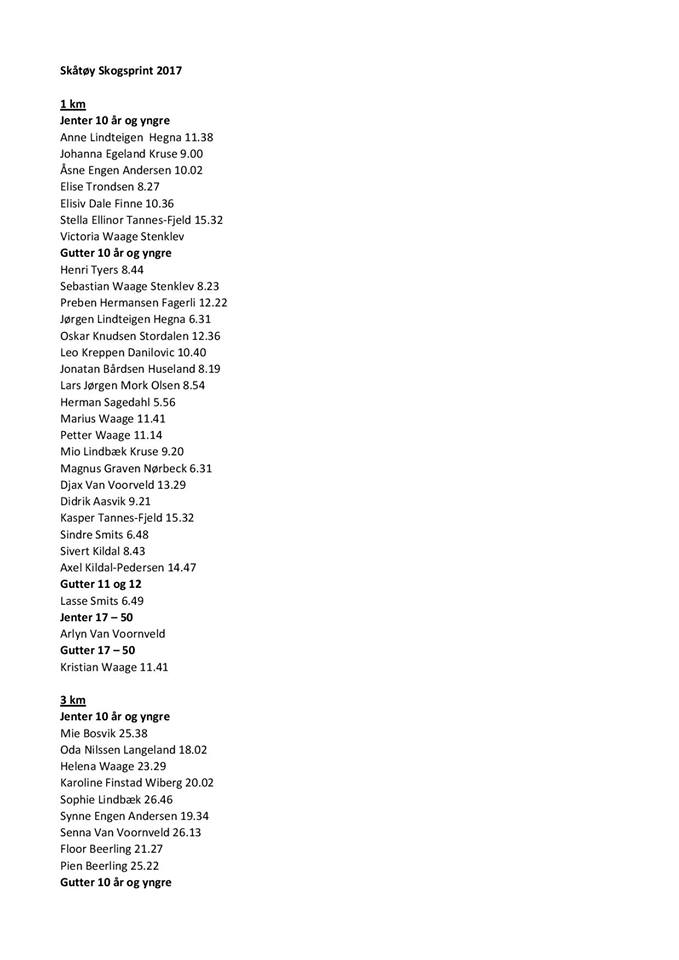 Skåtøy Skogsprint 2017
1 km
Jenter 10 år og yngre
Anne Lindteigen  Hegna 11.38
Johanna Egeland Kruse 9.00
Åsne Engen Andersen 10.02
Elise Trondsen 8.27
Elisiv Dale Finne 10.36
Stella Ellinor Tannes-Fjeld 15.32
Victoria Waage Stenklev
Gutter 10 år og yngre
Henri Tyers 8.44
Sebastian Waage Stenklev 8.23
Preben Hermansen Fagerli 12.22
Jørgen Lindteigen Hegna 6.31
Oskar Knudsen Stordalen 12.36
Leo Kreppen Danilovic 10.40
Jonatan Bårdsen Huseland 8.19
Lars Jørgen Mork Olsen 8.54
Herman Sagedahl 5.56
Marius Waage 11.41
Petter Waage 11.14
Mio Lindbæk Kruse 9.20
Magnus Graven Nørbeck 6.31
Djax Van Voorveld 13.29
Didrik Aasvik 9.21
Kasper Tannes-Fjeld 15.32
Sindre Smits 6.48
Sivert Kildal 8.43
Axel Kildal-Pedersen 14.47
Gutter 11 og 12
Lasse Smits 6.49
Jenter 17 – 50
Arlyn Van Voornveld
Gutter 17 – 50
Kristian Waage 11.41
3 km
Jenter 10 år og yngre
Mie Bosvik 25.38
Oda Nilssen Langeland 18.02
Helena Waage 23.29
Karoline Finstad Wiberg 20.02
Sophie Lindbæk 26.46
Synne Engen Andersen 19.34
Senna Van Voornveld 26.13
Floor Beerling 21.27
Pien Beerling 25.22
Gutter 10 år og yngre